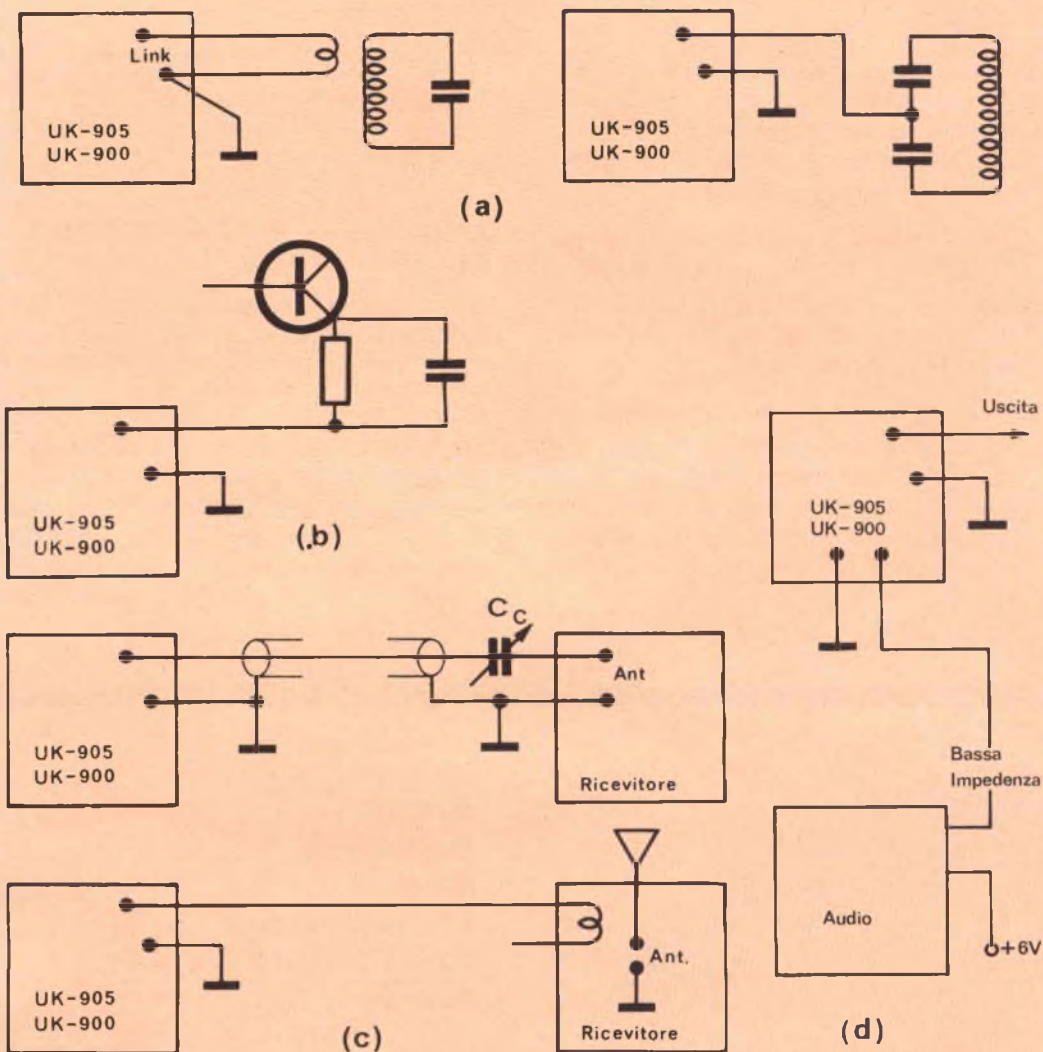 Link
UK-905
UK-900
UK-905
UK-900
(a)
UK-905
UK-900
(.b)
Uscita
UK-905
UK-900
Bassa
Impedenza
Audio
+6V
(d)
UK-905
UK-900
C C
Ant
Ricevitore
UK-905
UK-900
Ant.
Ricevitore
(c)